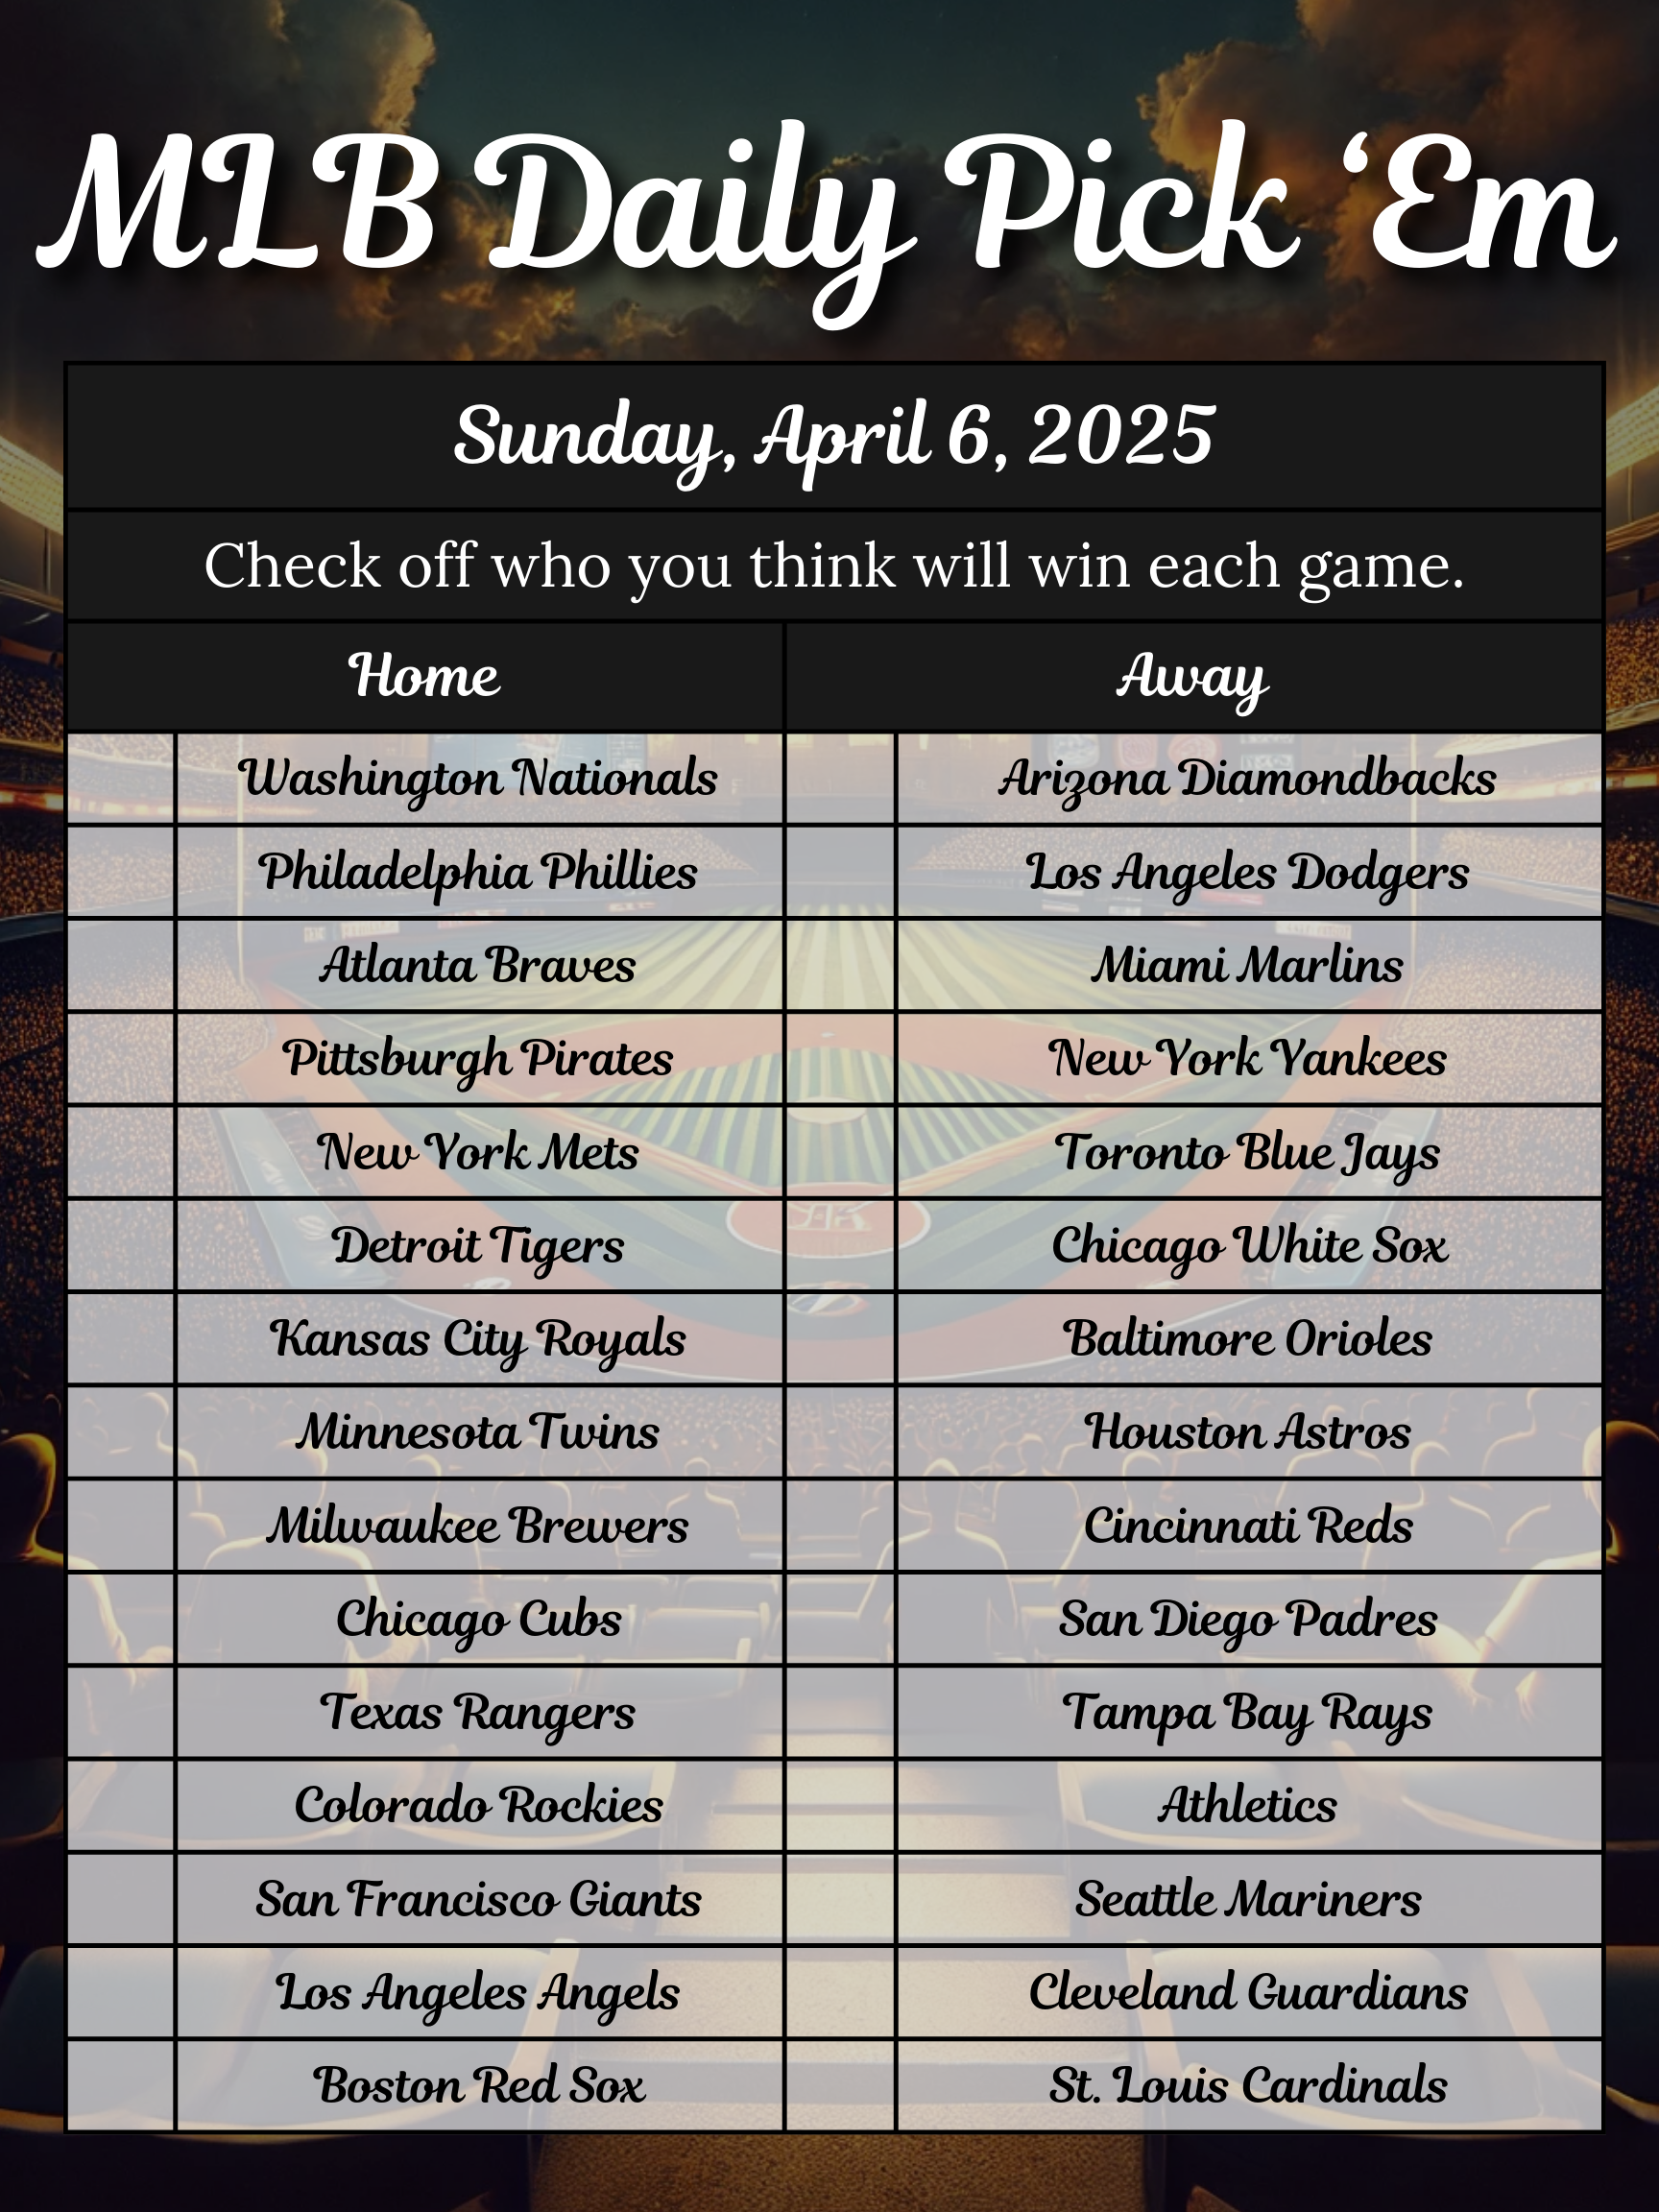 MLB Daily Pick ‘Em
Sunday, April 6, 2025
Check off who you think will win each game.
Home Away
Washington Nationals Arizona Diamondbacks
Philadelphia Phillies Los Angeles Dodgers
Atlanta Braves Miami Marlins
Pittsburgh Pirates New York Yankees
New York Mets Toronto Blue Jays
Detroit Tigers Chicago White Sox
Kansas City Royals Baltimore Orioles
Minnesota Twins Houston Astros
Milwaukee Brewers Cincinnati Reds
Chicago Cubs San Diego Padres
Texas Rangers Tampa Bay Rays
Colorado Rockies Athletics
San Francisco Giants Seattle Mariners
Los Angeles Angels Cleveland Guardians
Boston Red Sox St. Louis Cardinals